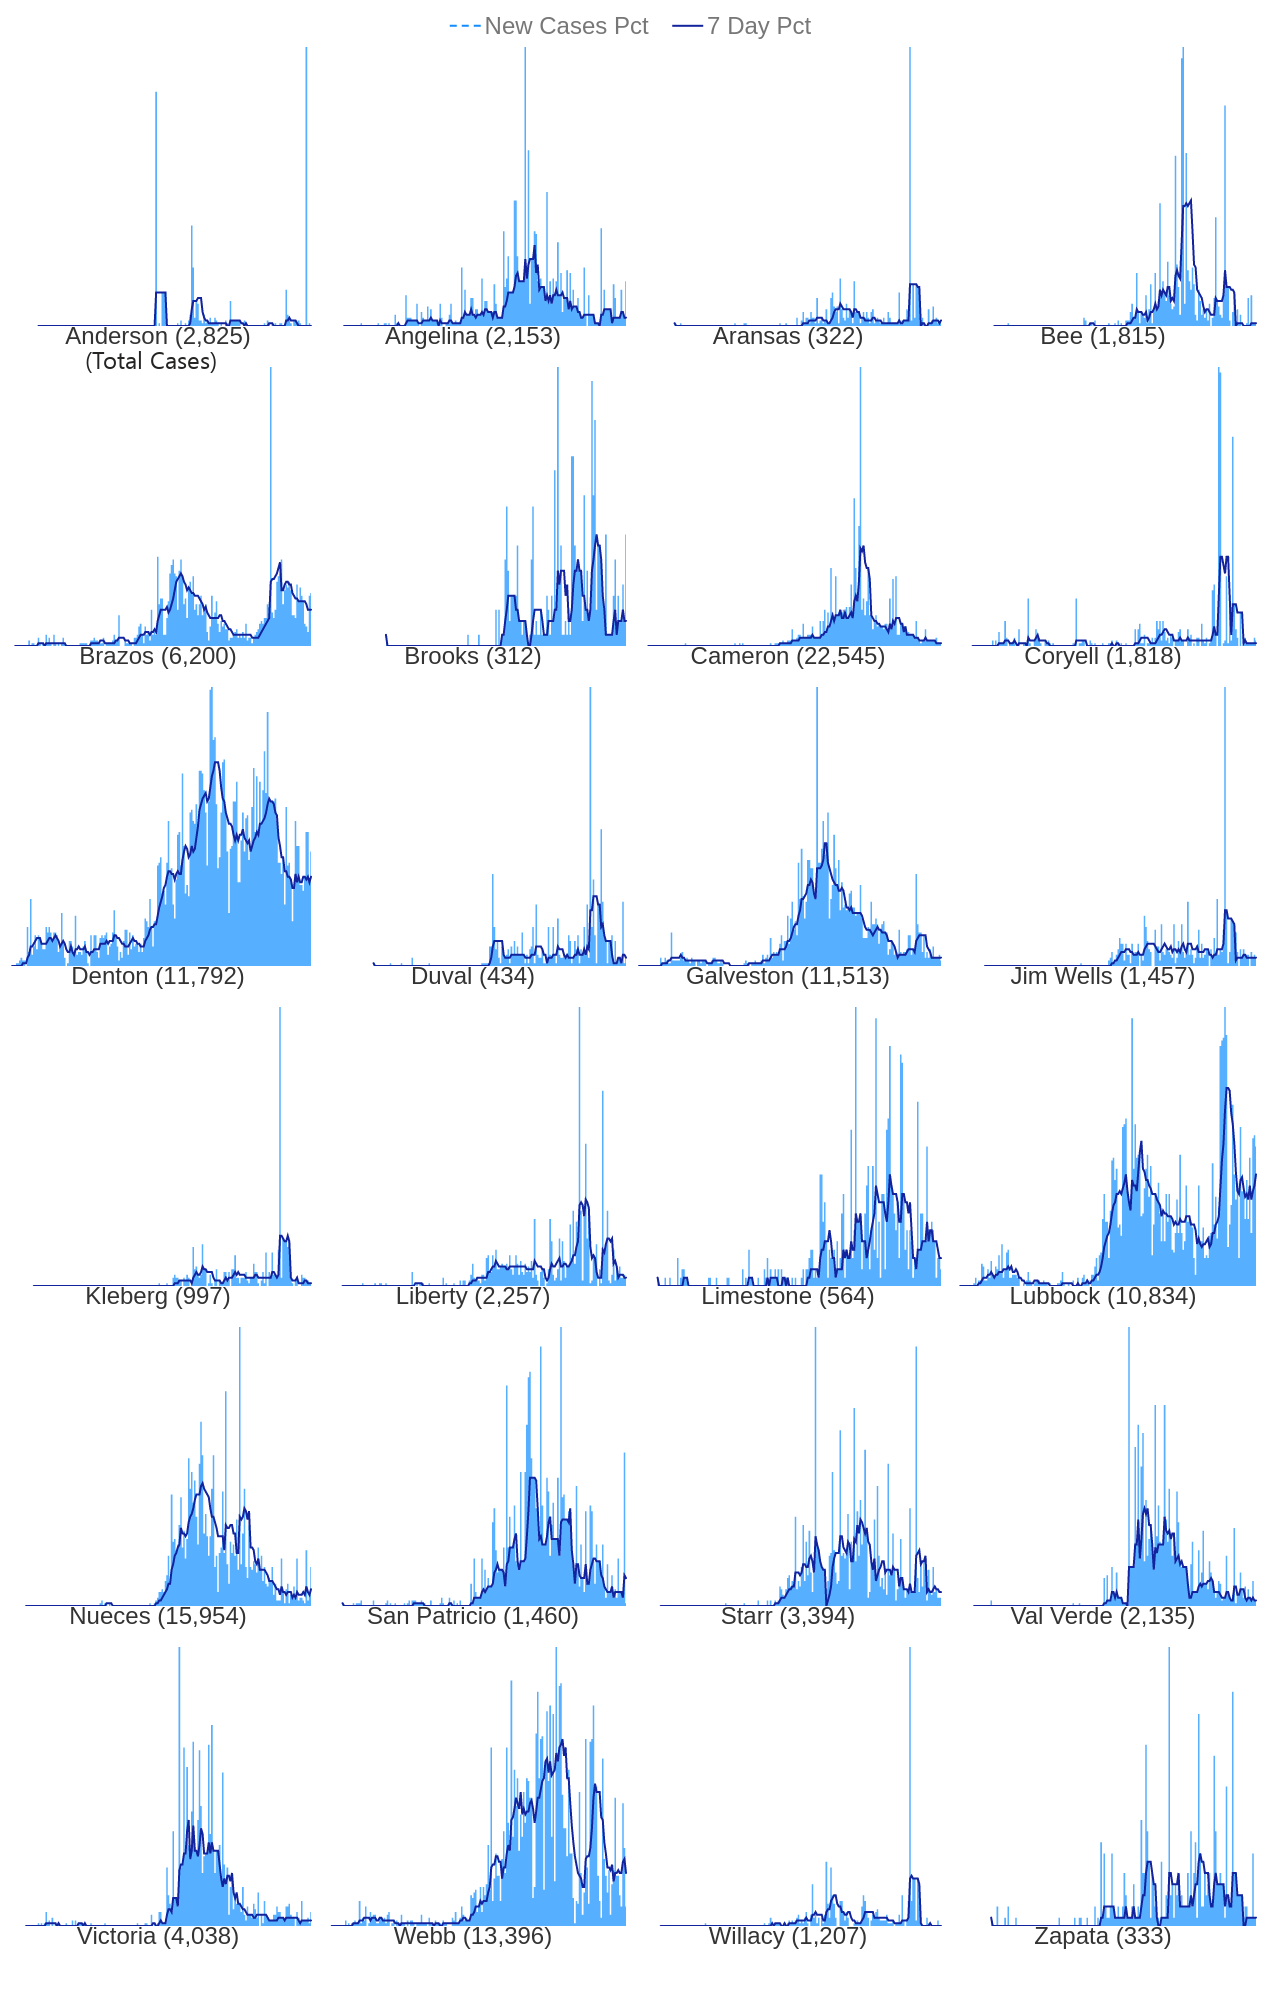 New Cases Pct 7 Day Pct
Anderson (2,825) Angelina (2,153) Aransas (322) Bee (1,815)
(Total Cases)
Brazos (6,200) Brooks (312) Cameron (22,545) Coryell (1,818)
Denton (11,792) Duval (434) Galveston (11,513) Jim Wells (1,457)
Kleberg (997) Liberty (2,257) Limestone (564) Lubbock (10,834)
Nueces (15,954) San Patricio (1,460) Starr (3,394) Val Verde (2,135)
Victoria (4,038) Webb (13,396) Willacy (1,207) Zapata (333)